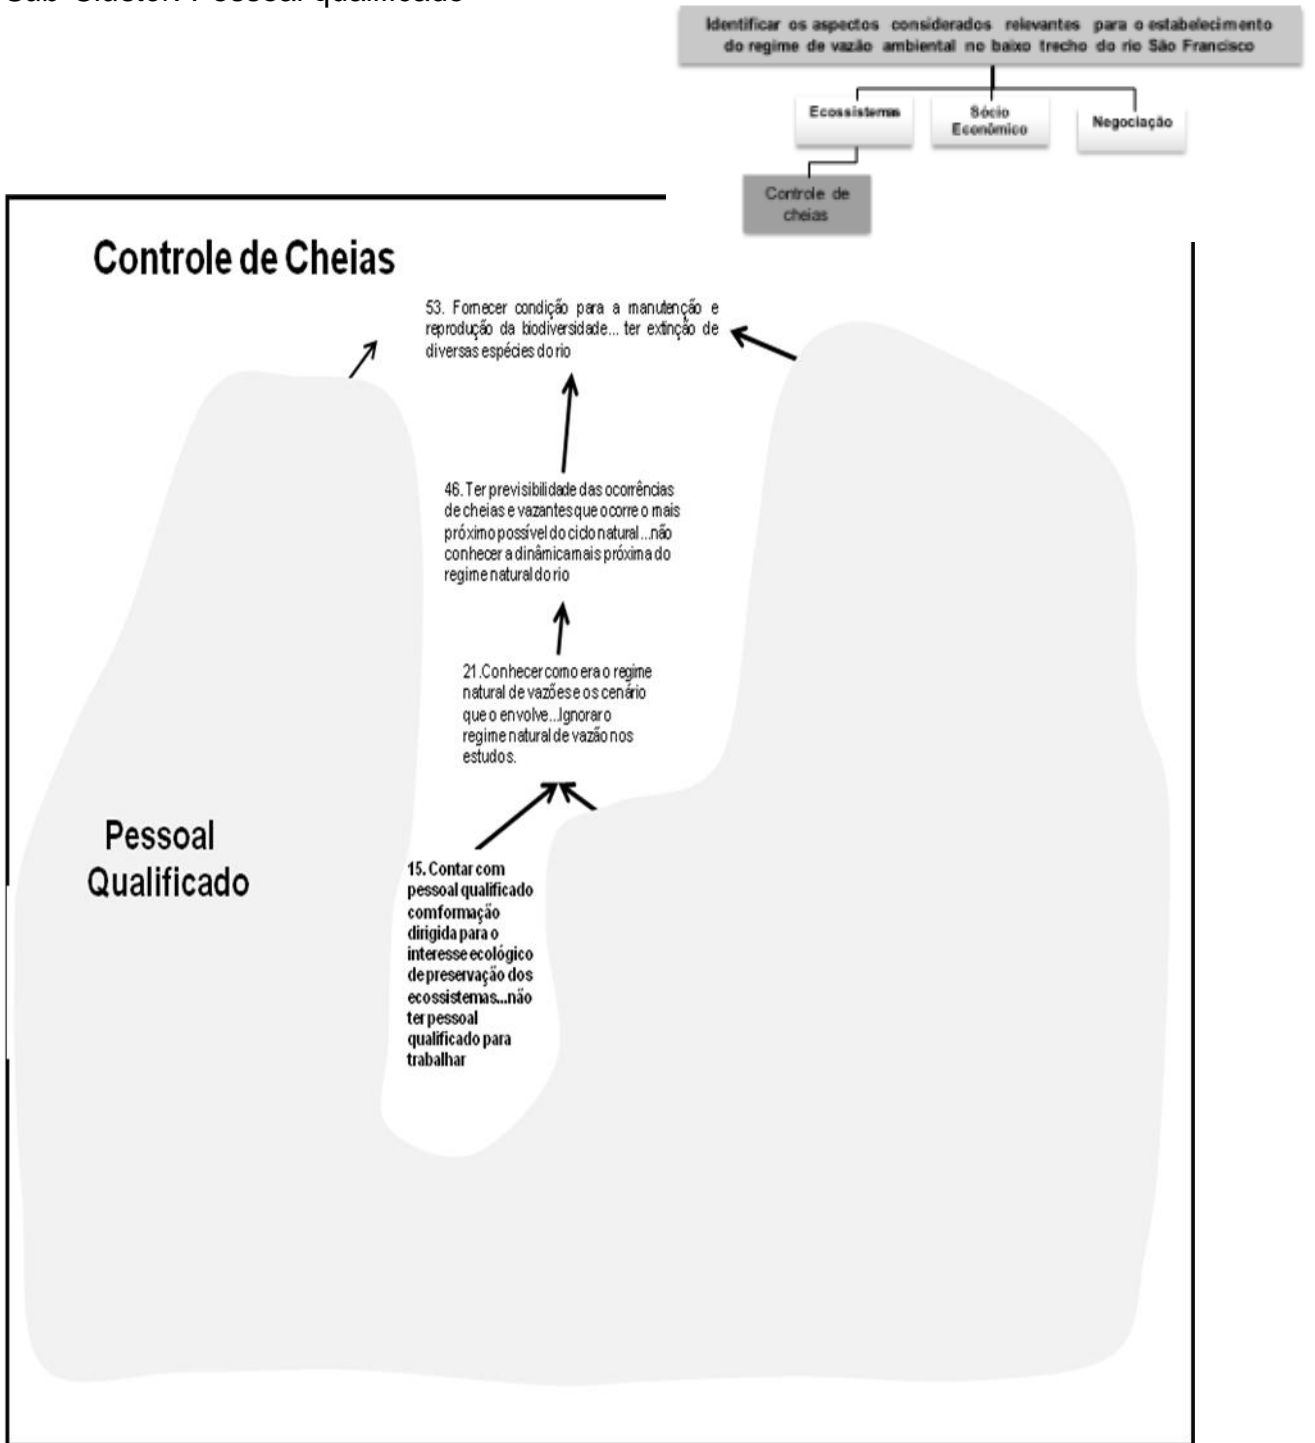 Sub-Cluster: Pessoal qualificado
Identificar os aspectos considerados relevantes para o estabelecimento
do regime de vazão ambiental no baixo trecho do rio São Francisco
Ecossistemas
Sócio
Econômico
Negociação
Controle de
cheias
Controle de Cheias
53. Fornecer condição para a manutenção e
reprodução da biodiversidade... ter extinção de
diversas espécies do rio
46. Ter previsibilidade das ocorrências
de cheias e vazantes que ocorre o mais
próximo possível do ciclo natural...não
conhecer a dinâmica mais próxima do
regime natural do rio
21.Conhecer como era o regime
natural de vazões e os cenário
que o envolve...Ignorar o
regime natural de vazão nos
estudos.
Pessoal
Qualificado
15. Contar com
pessoal qualificado
com formação
dirigida para o
interesse ecológico
de preservação dos
ecossistemas...não
ter pessoal
qualificado para
trabalhar